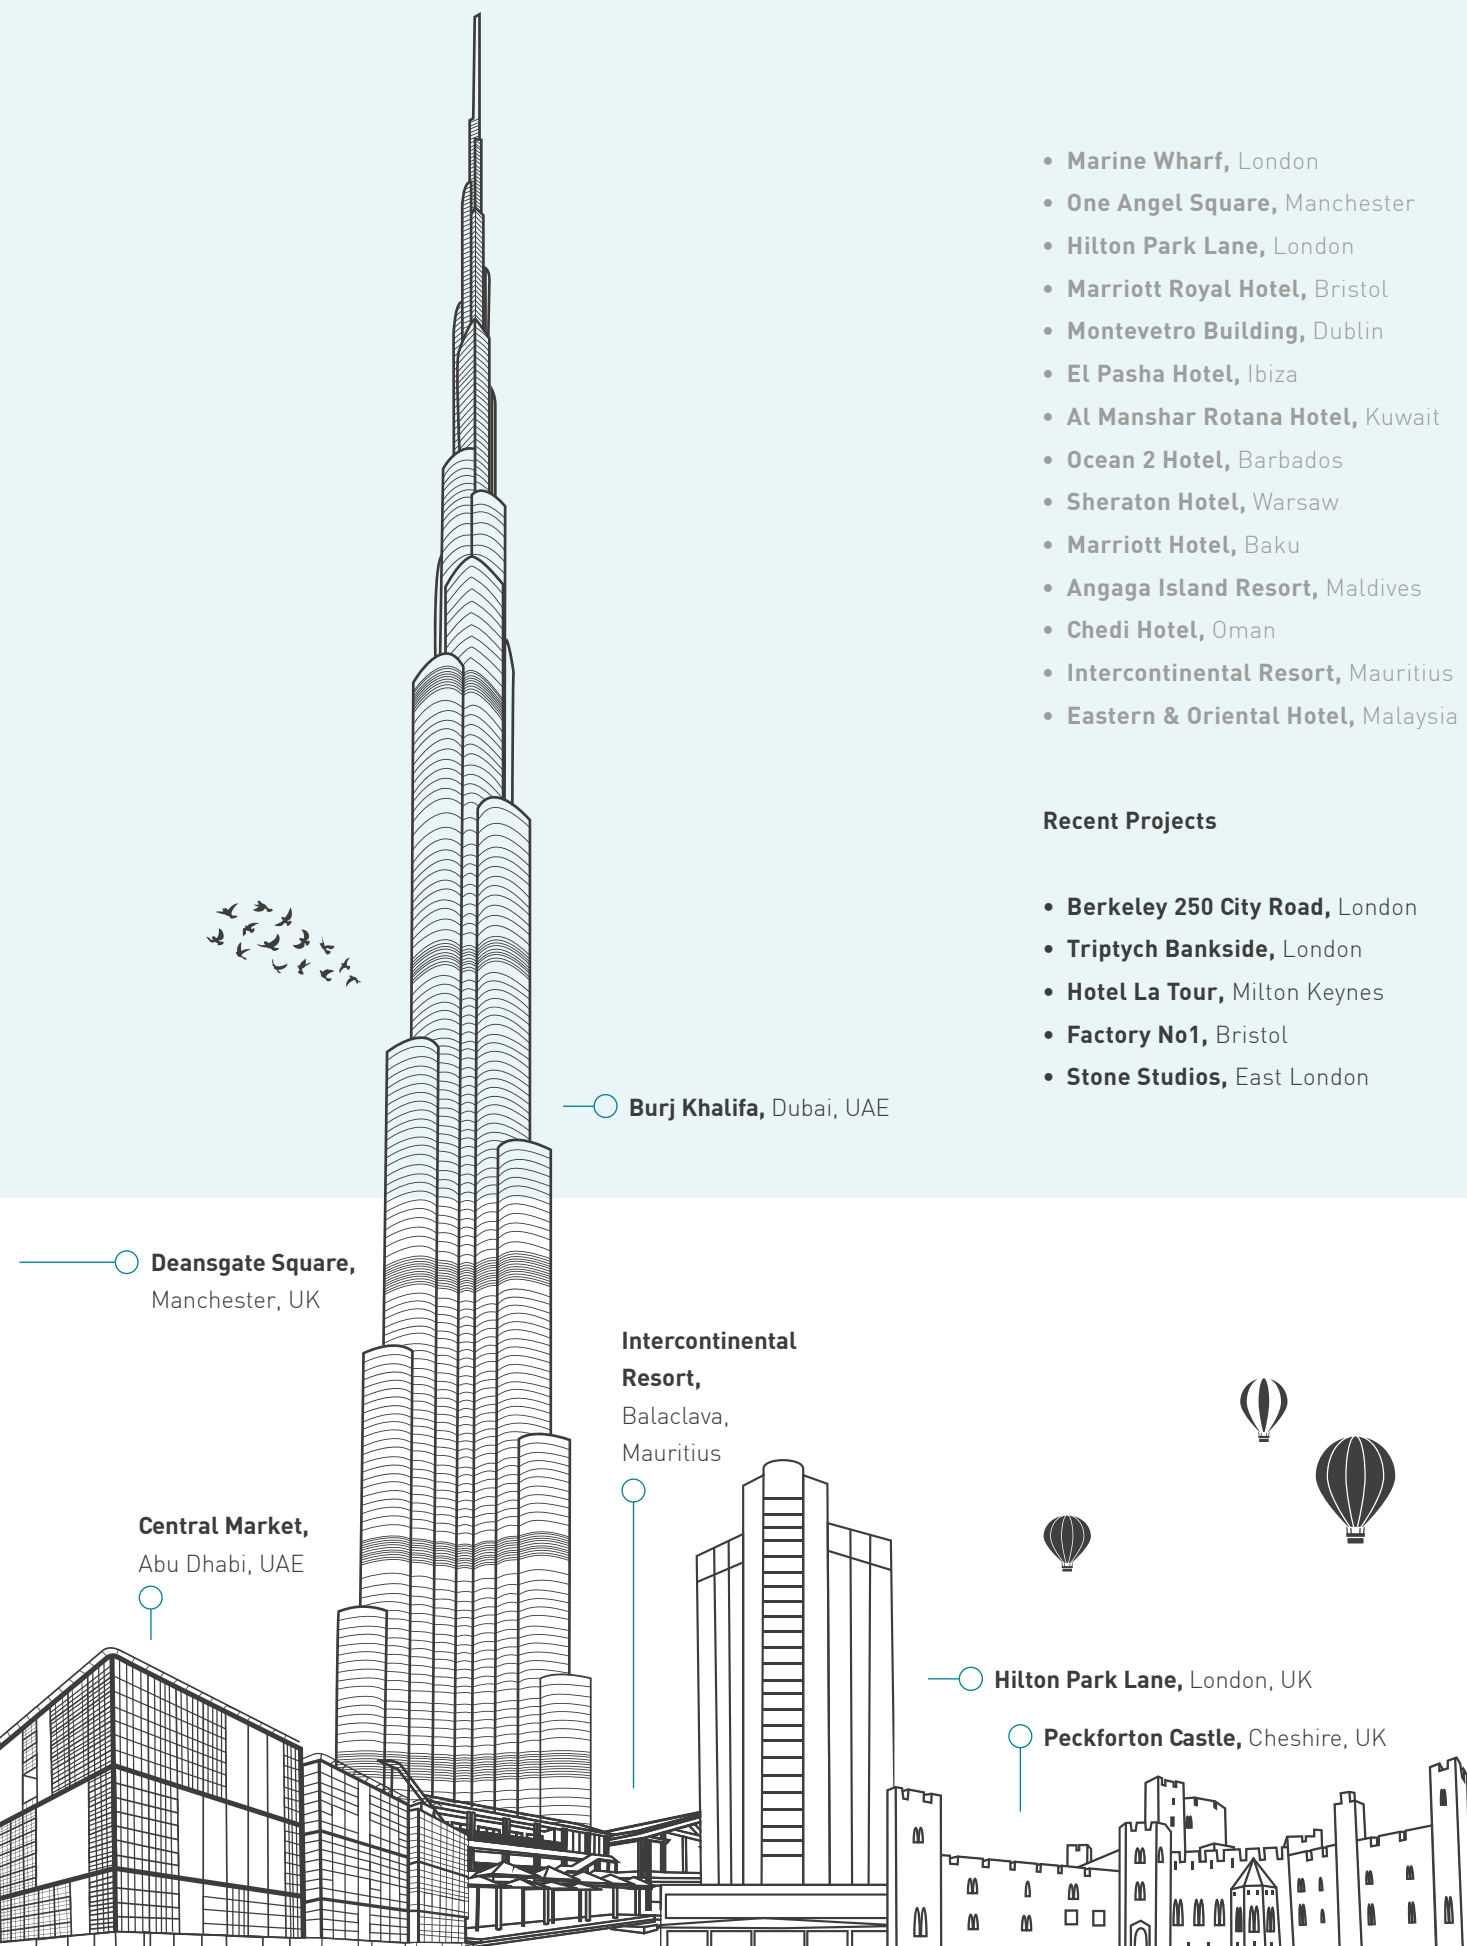 • Marine Wharf, London
• One Angel Square, Manchester
• Hilton Park Lane, London
• Marriott Royal Hotel, Bristol
• Montevetro Building, Dublin
• El Pasha Hotel, Ibiza
• Al Manshar Rotana Hotel, Kuwait
• Ocean 2 Hotel, Barbados
• Sheraton Hotel, Warsaw
• Marriott Hotel, Baku
• Angaga Island Resort, Maldives
• Chedi Hotel, Oman
• Intercontinental Resort, Mauritius
• Eastern & Oriental Hotel, Malaysia
Recent Projects
• Berkeley 250 City Road, London
• Triptych Bankside, London
• Hotel La Tour, Milton Keynes
• Factory No1, Bristol
• Stone Studios, East London
Burj Khalifa, Dubai, UAE
Deansgate Square,
Manchester, UK
Intercontinental
Resort,
Balaclava,
Mauritius
Central Market,
Abu Dhabi, UAE
Hilton Park Lane, London, UK
Peckforton Castle, Cheshire, UK